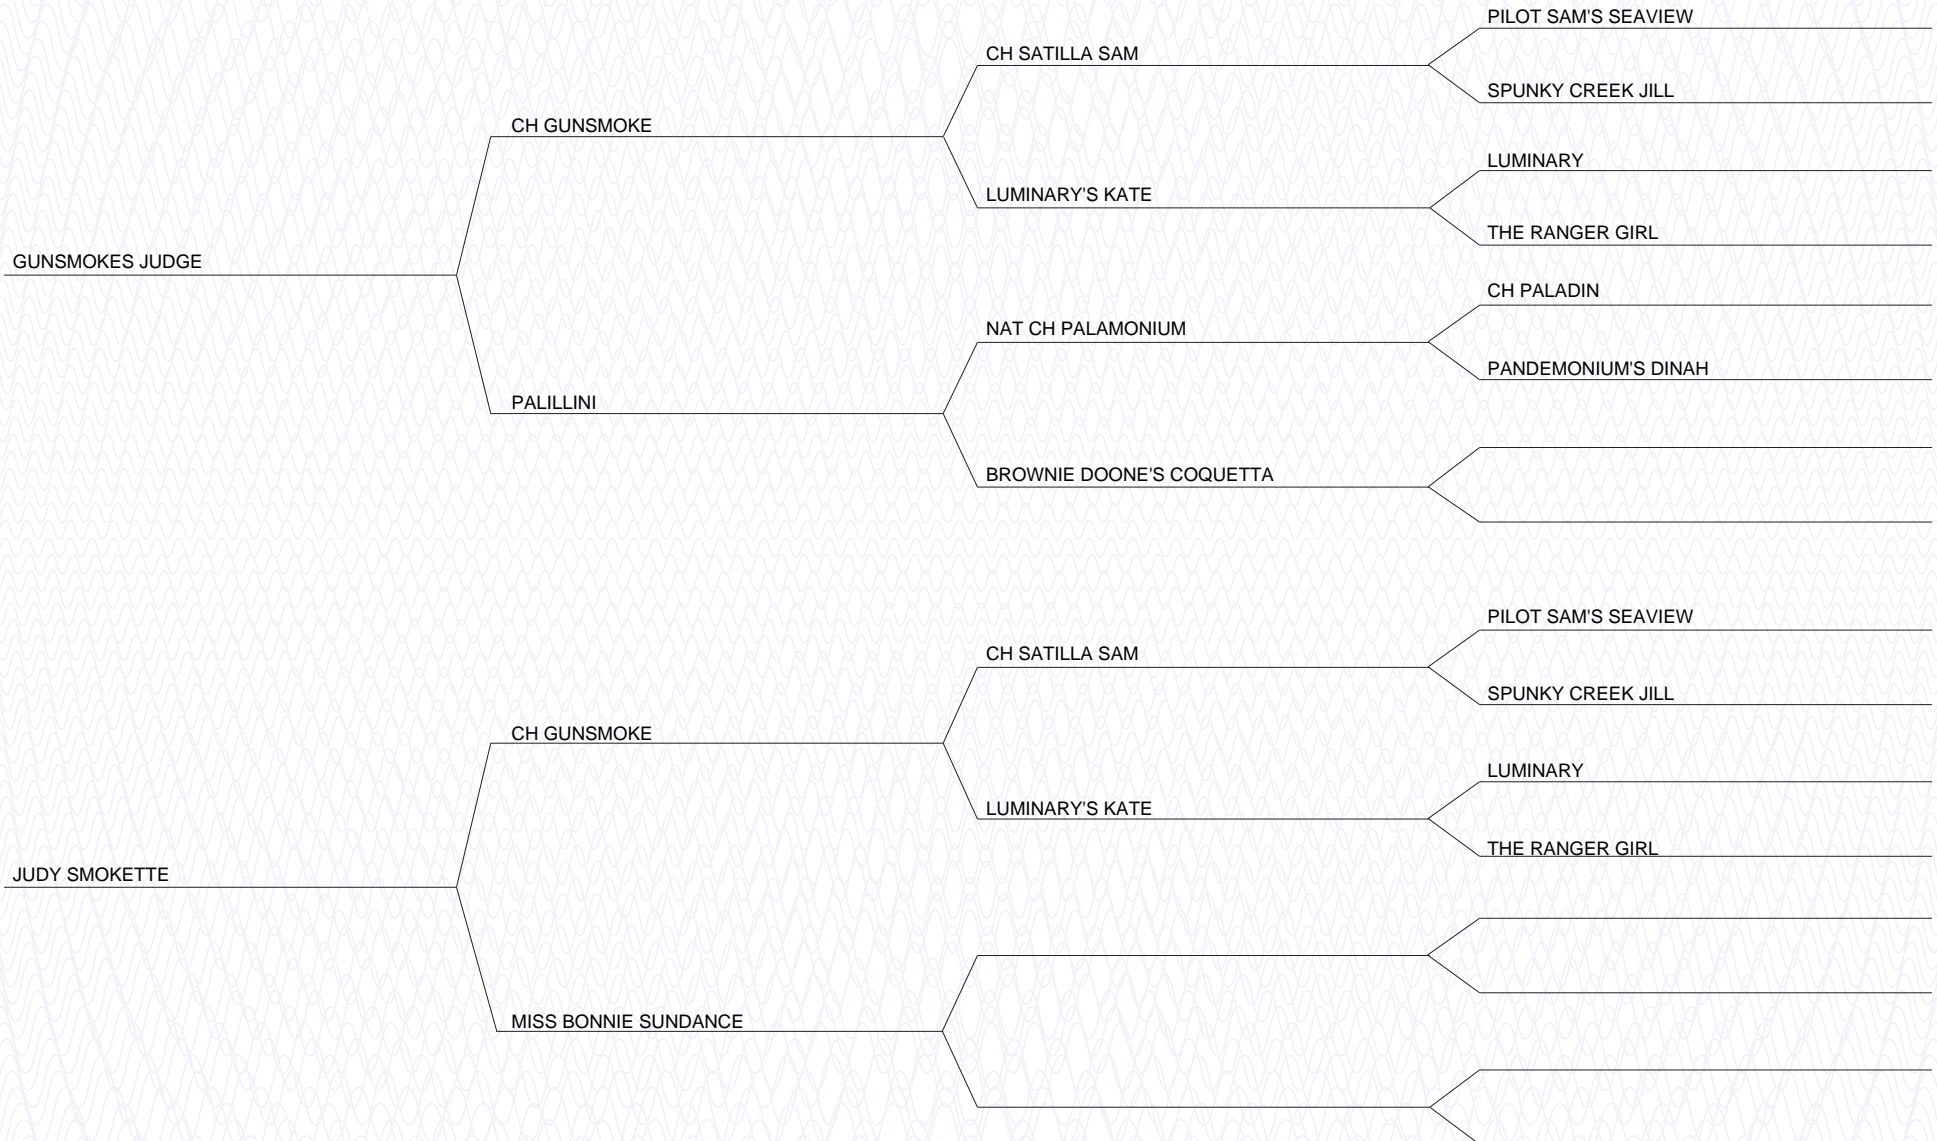 PILOT SAM'S SEAVIEW
CH SATILLA SAM
SPUNKY CREEK JILL
CH GUNSMOKE
LUMINARY
LUMINARY'S KATE
THE RANGER GIRL
GUNSMOKES JUDGE
CH PALADIN
NAT CH PALAMONIUM
PANDEMONIUM'S DINAH
PALILLINI
BROWNIE DOONE'S COQUETTA
PILOT SAM'S SEAVIEW
CH SATILLA SAM
SPUNKY CREEK JILL
CH GUNSMOKE
LUMINARY
LUMINARY'S KATE
THE RANGER GIRL
JUDY SMOKETTE
MISS BONNIE SUNDANCE